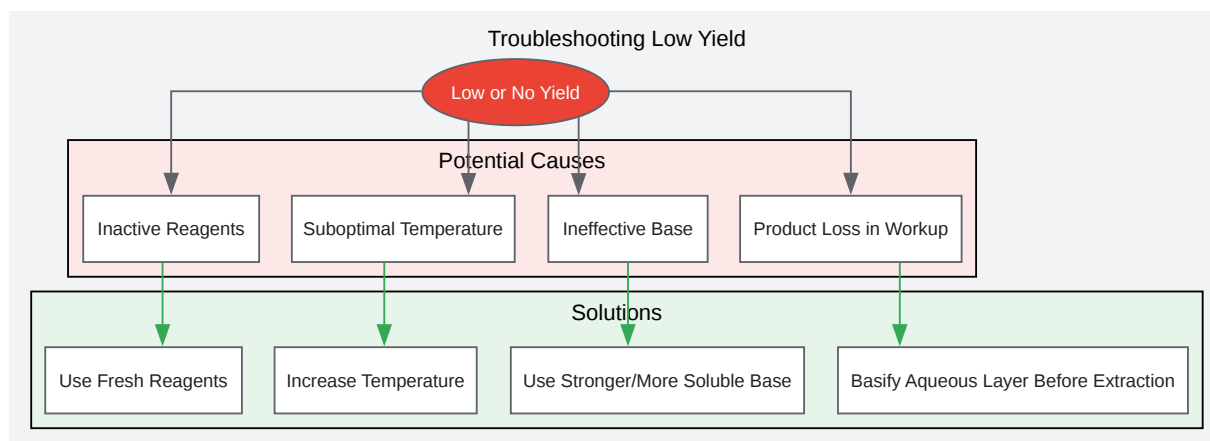 Troubleshooting Low Yield
Low or No Yield
Potential Causes
Inactive Reagents
Suboptimal Temperature
Ineffective Base
Product Loss in Workup
Solutions
Use Fresh Reagents
Increase Temperature
Use Stronger/More Soluble Base
Basify Aqueous Layer Before Extraction